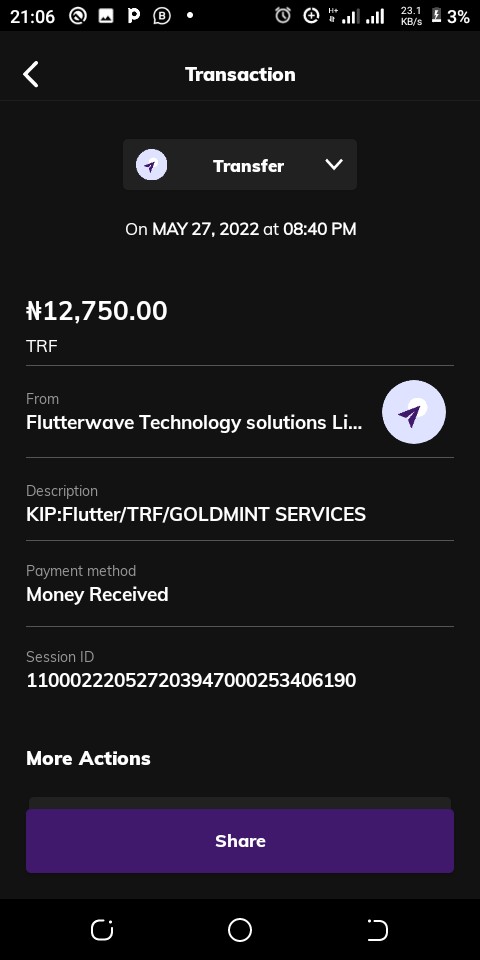 21:06
H+
23.1
KB/s
3%
Transaction
Transfer
On MAY 27, 2022 at 08:40 PM
₦12,750.00
TRF
From
Flutterwave Technology solutions Li...
Description
KIP:Flutter/TRF/GOLDMINT SERVICES
Payment method
Money Received
Session ID
110002220527203947000253406190
More Actions
Share